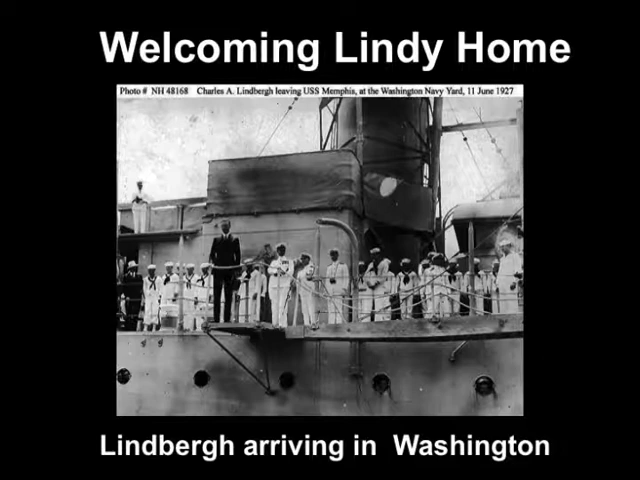 Welcoming Lindy Home
Photo # NH 48168 Charles A. Lindbergh leaving USS Memphis, at the Washington Navy Yard, 11 June 1927
Lindbergh arriving in Washington